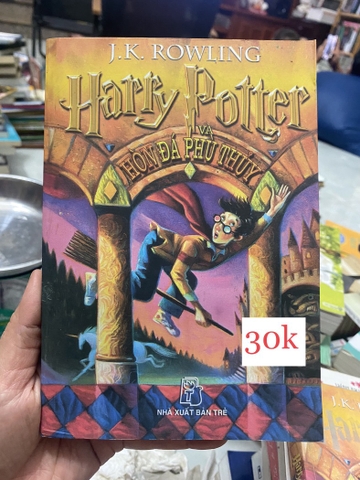 J.K. ROWLING
Harry Potter
VÀ
HÒN ĐÁ PHÙ THỦY
30k
NHÀ XUẤT BẢN TRẺ